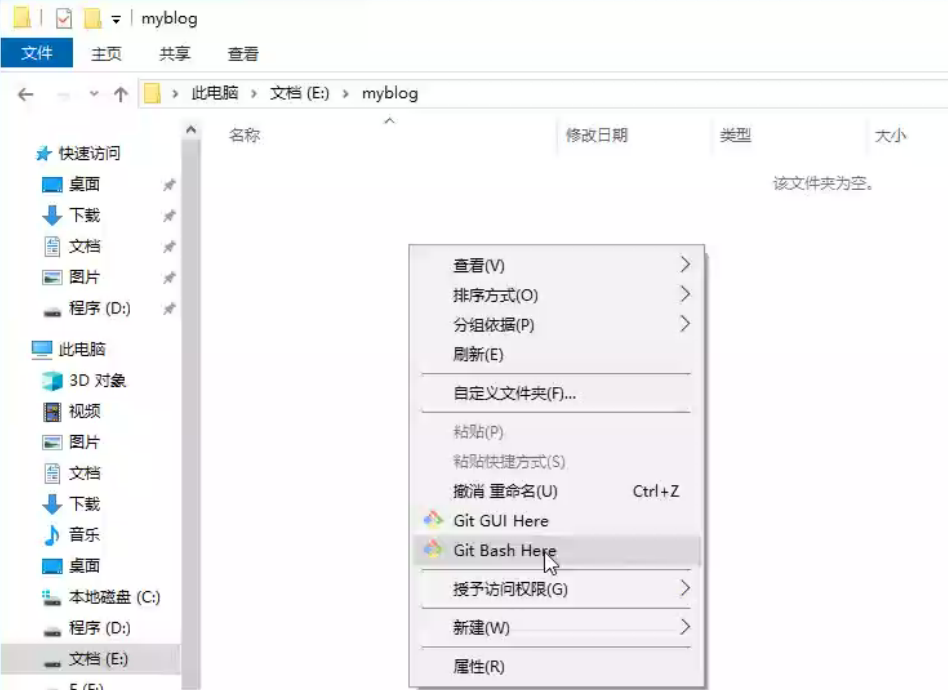 myblog
文件 主页 共享 查看
此电脑 文档 (E:) myblog
名称 修改日期 类型 大小
该文件夹为空。
快速访问
桌面
下载
文档
图片
程序 (D:)
此电脑
3D 对象
视频
图片
文档
下载
音乐
桌面
本地磁盘 (C:)
程序 (D:)
文档 (E:)
查看(V)
排序方式(O)
分组依据(P)
刷新(E)
自定义文件夹(F)...
粘贴(P)
粘贴快捷方式(S)
撤消 重命名(U) Ctrl+Z
Git GUI Here
Git Bash Here
授予访问权限(G)
新建(W)
属性(R)